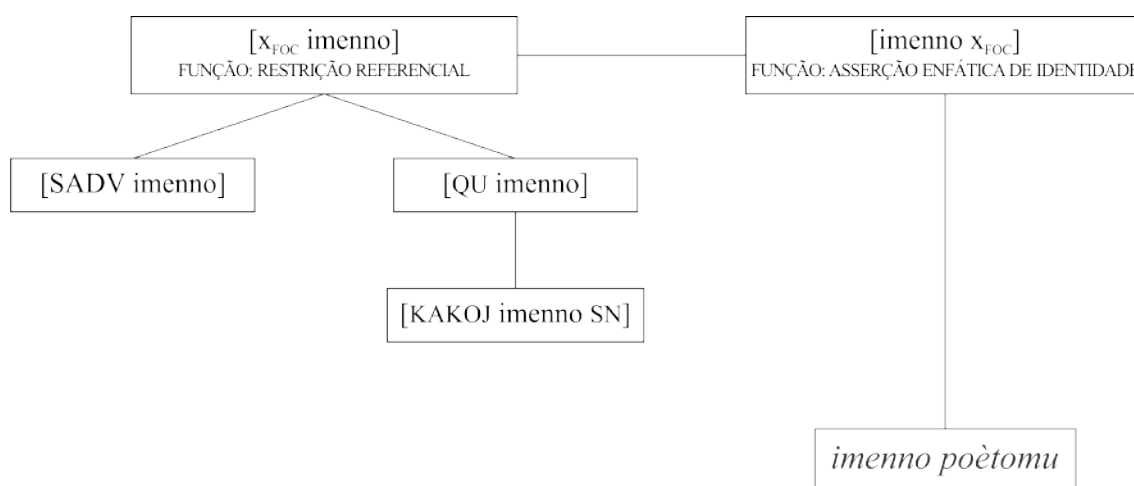 [x_FOC imenno]
FUNÇÃO: RESTRIÇÃO REFERENCIAL
[imenno x_FOC]
FUNÇÃO: ASSERÇÃO ENFÁTICA DE IDENTIDADE
[SADV imenno]
[QU imenno]
[KAKOJ imenno SN]
imenno poètomu